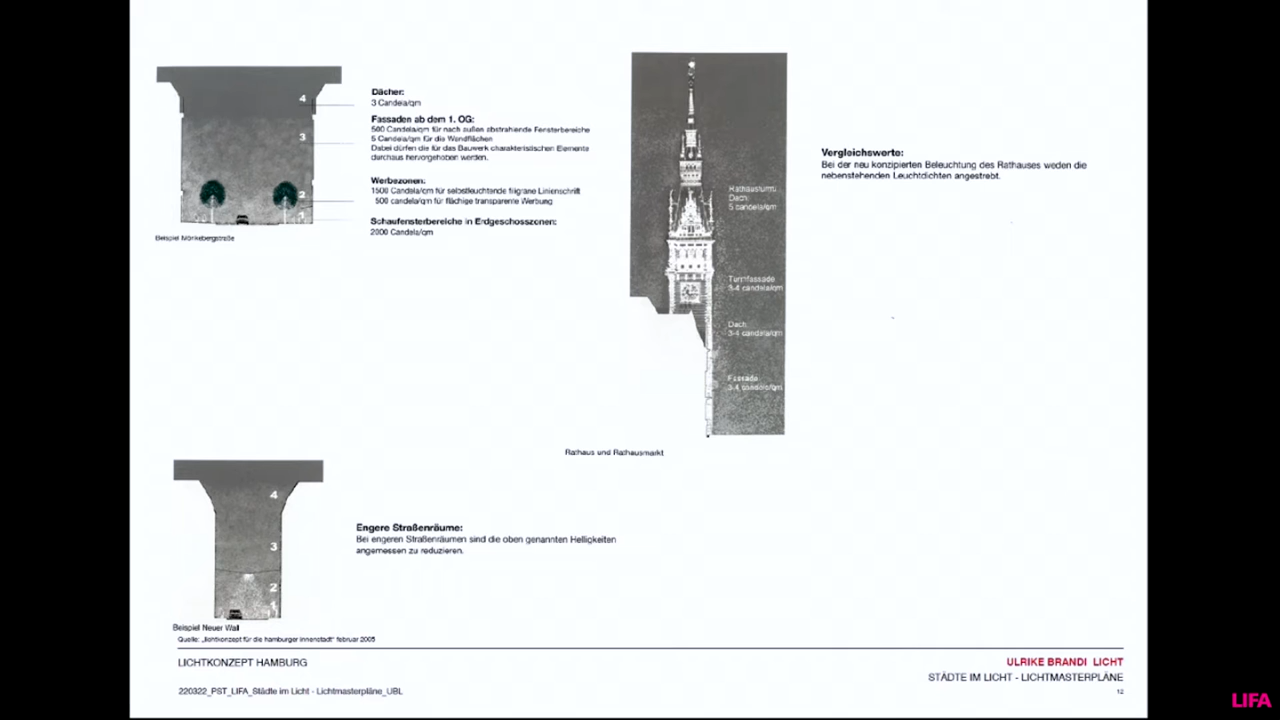 4
3
2
1
Beispiel Mönkebergstraße
Dächer:
3 Candela/qm
Fassaden ab dem 1. OG:
500 Candela/qm für nach außen abstrahlende Fensterbereiche
5 Candela/qm für die Wandflächen
Dabei dürfen die für das Bauwerk charakteristischen Elemente
durchaus hervorgehoben werden.
Werbezonen:
1500 Candela/qm für selbstleuchtende filigrane Linienschrift
500 candela/qm für flächige transparente Werbung
Schaufensterbereiche in Erdgeschosszonen:
2000 Candela/qm
Rathausturm
Dach
5 candela/qm
Turmfassade
3-4 candela/qm
Dach
3-4 candela/qm
Fassade
3-4 candela/qm
Rathaus und Rathausmarkt
Vergleichsworte:
Bei der neu konzipierten Beleuchtung des Rathauses weden die
nebenstehenden Leuchtdichten angestrebt.
4
3
2
1
Beispiel Neuer Wall
Engere Straßenräume:
Bei engeren Straßenräumen sind die oben genannten Helligkeiten
angemessen zu reduzieren.
Quelle: „lichtkonzept für die hamburger innenstadt" februar 2005
LICHTKONZEPT HAMBURG
220322_PST_LIFA_Städte im Licht - Lichtmasterpläne_UBL
ULRIKE BRANDI LICHT
STÄDTE IM LICHT - LICHTMASTERPLÄNE
12
LIFA